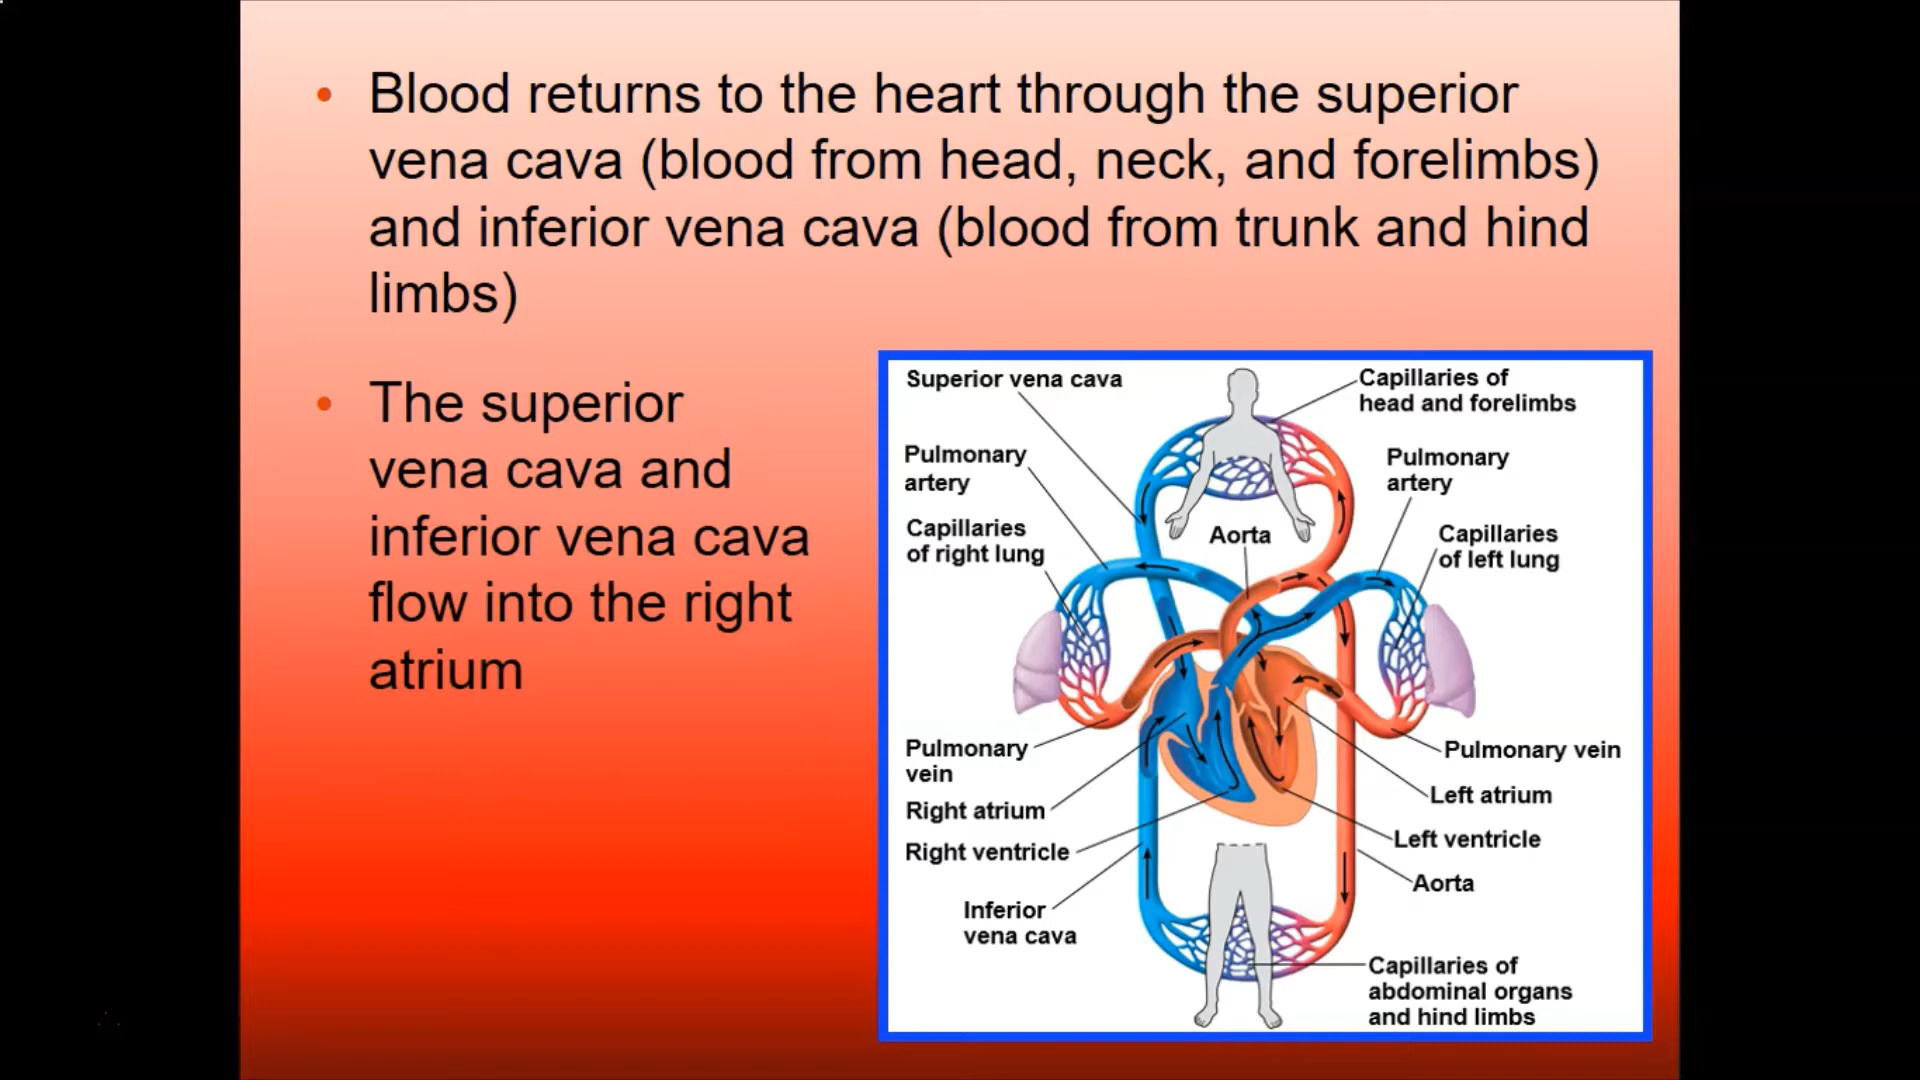 • Blood returns to the heart through the superior
vena cava (blood from head, neck, and forelimbs)
and inferior vena cava (blood from trunk and hind
limbs)
• The superior
vena cava and
inferior vena cava
flow into the right
atrium
Superior vena cava
Capillaries of
head and forelimbs
Pulmonary
artery
Pulmonary
artery
Capillaries
of right lung
Aorta
Capillaries
of left lung
Pulmonary
vein
Pulmonary vein
Right atrium
Left atrium
Right ventricle
Left ventricle
Aorta
Inferior
vena cava
Capillaries of
abdominal organs
and hind limbs